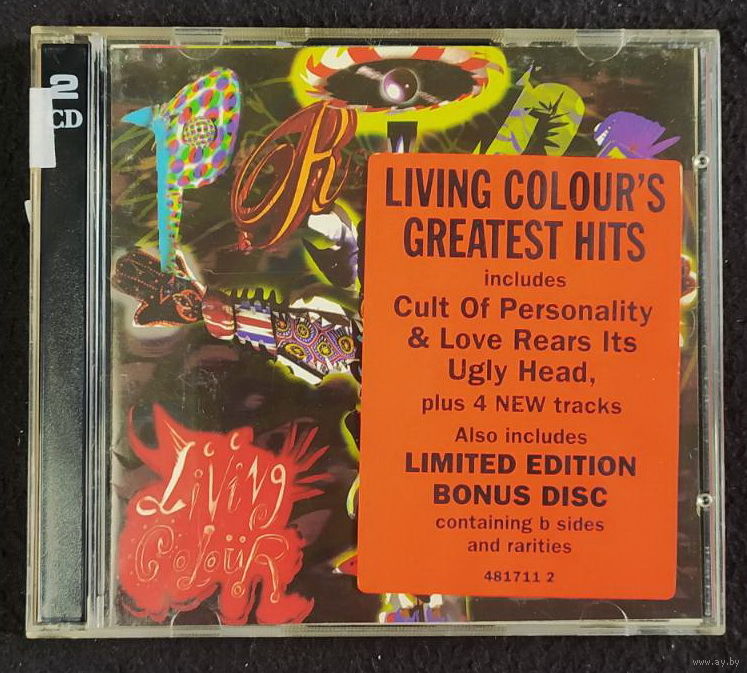 2
CD
PRIDE
LIVING COLOUR'S
GREATEST HITS
includes
Cult Of Personality
& Love Rears Its
Ugly Head,
plus 4 NEW tracks
Also includes
LIMITED EDITION
BONUS DISC
containing b sides
and rarities
481711 2
Living
Colour
www.ay.by